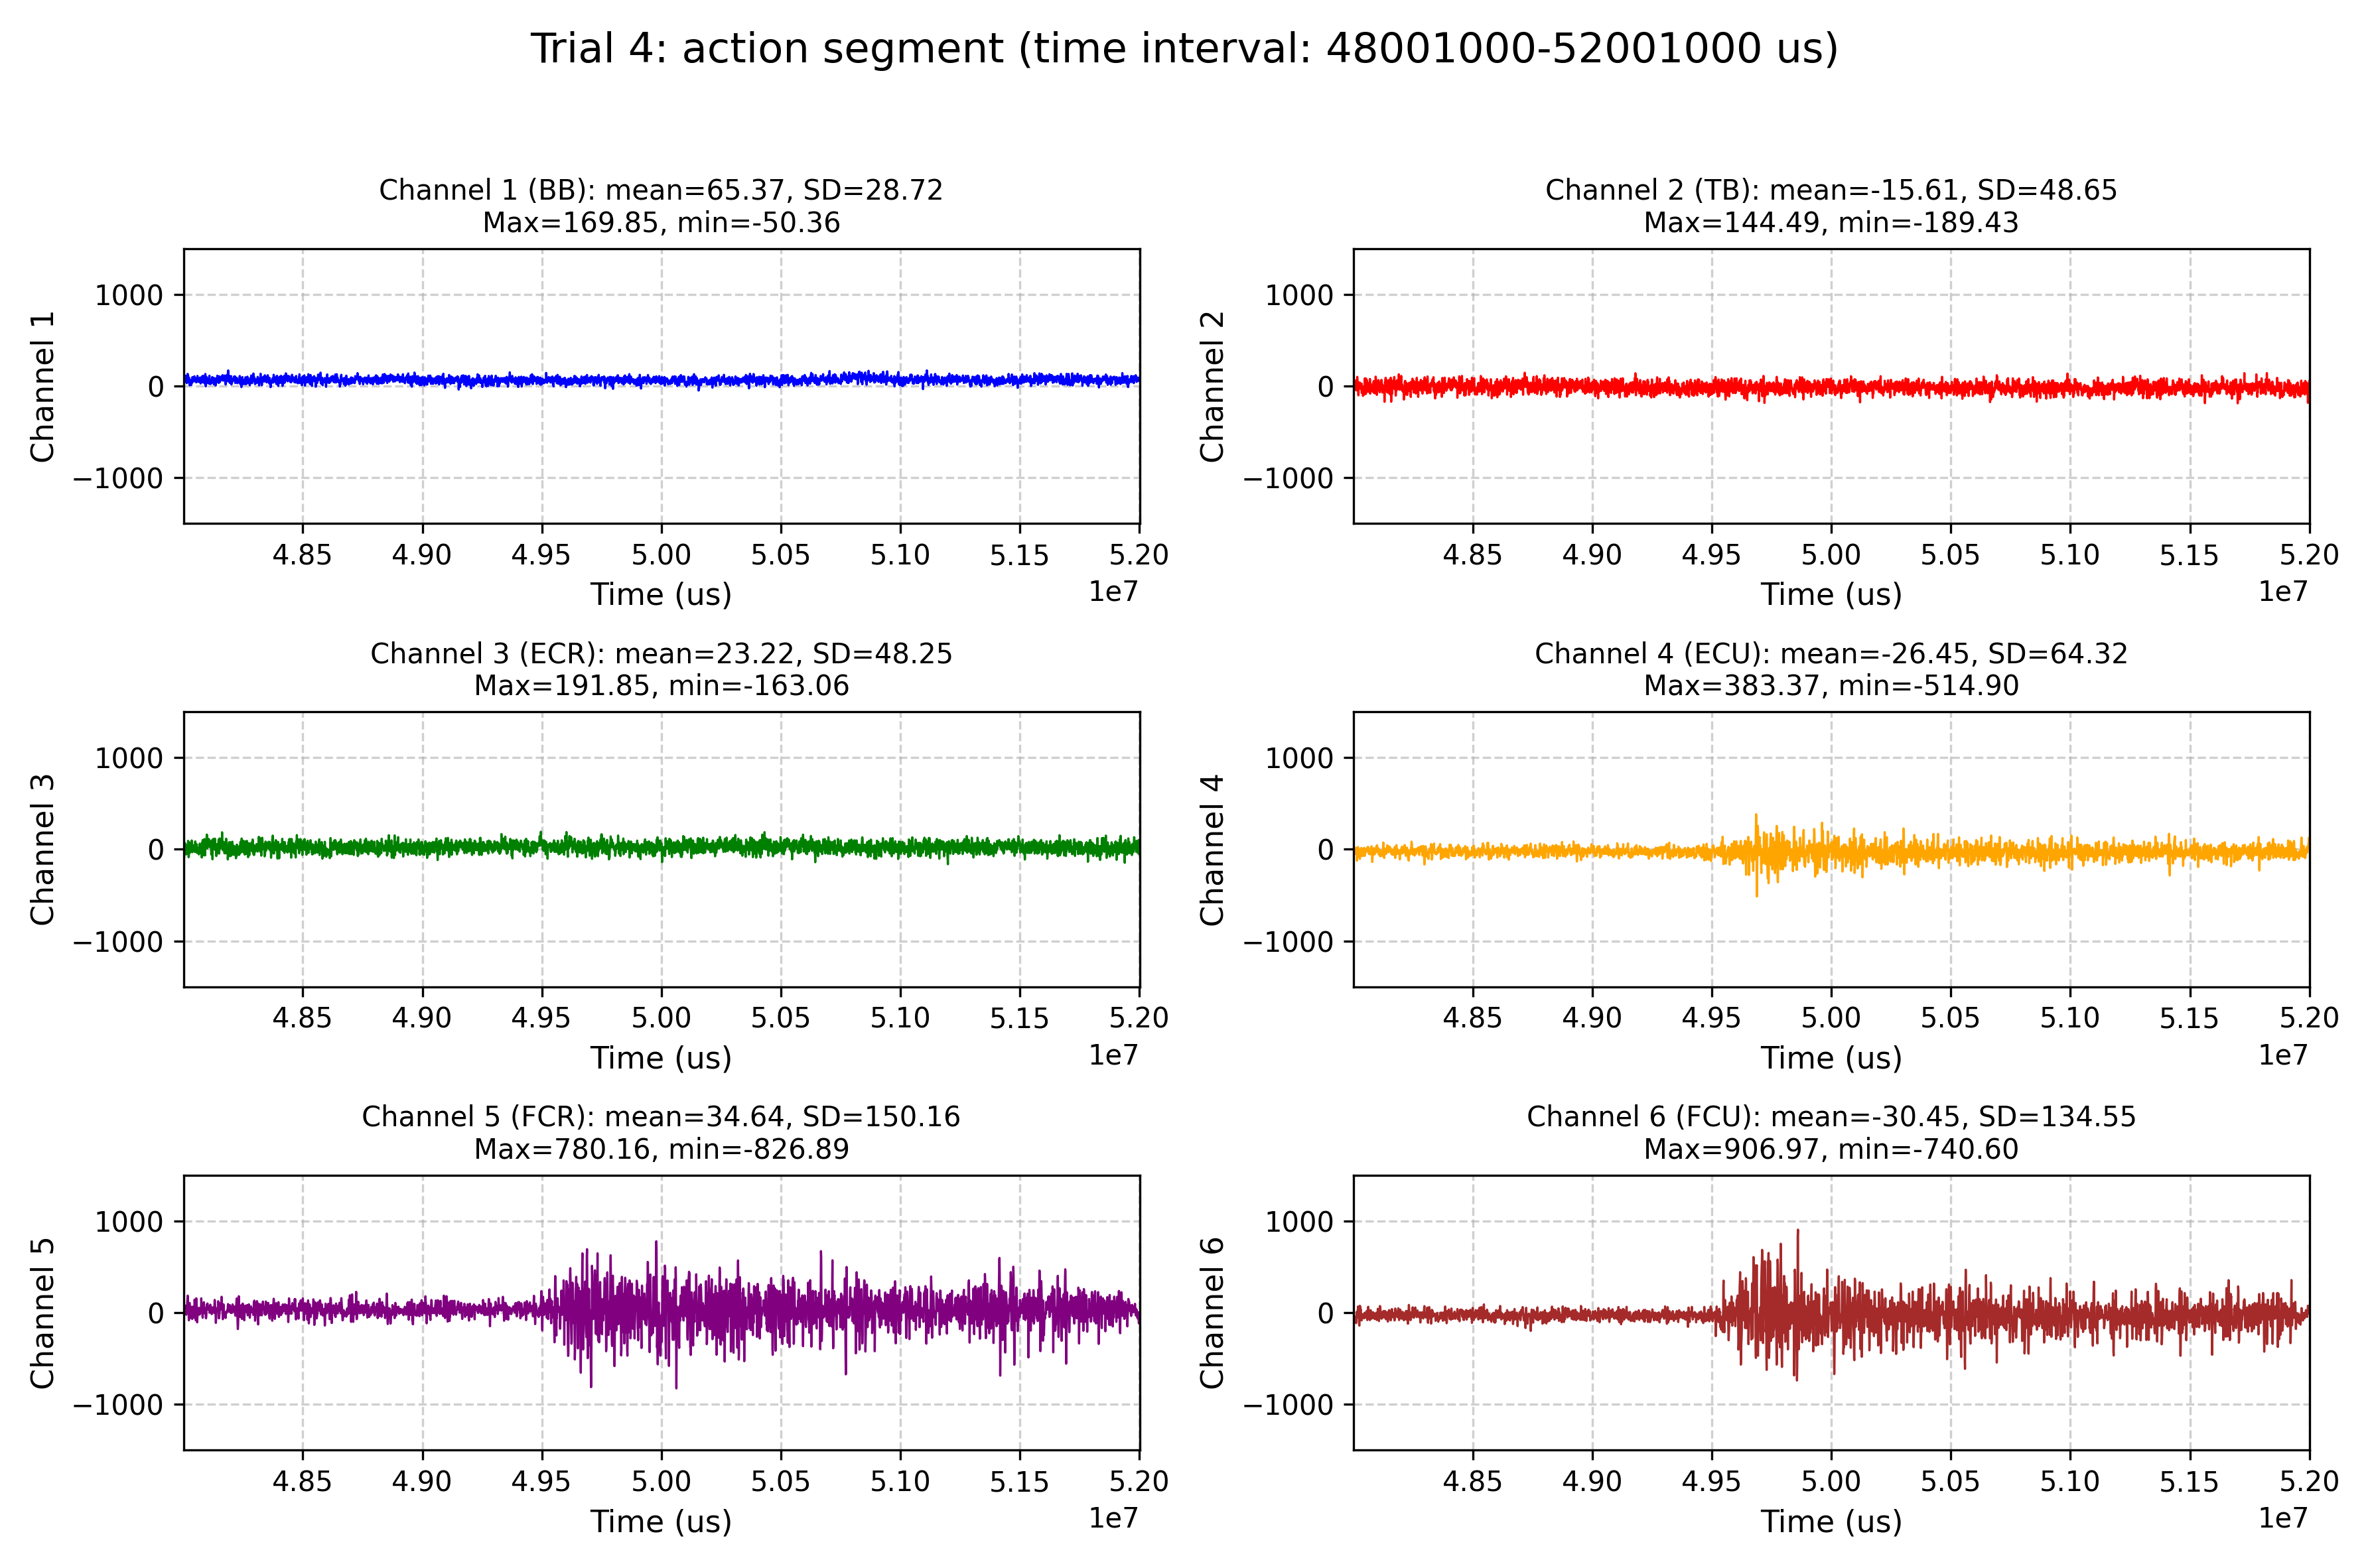 Trial 4: action segment (time interval: 48001000-52001000 us)
Channel 1 (BB): mean=65.37, SD=28.72
Max=169.85, min=-50.36
Channel 1
1000
0
−1000
4.85 4.90 4.95 5.00 5.05 5.10 5.15 5.20
Time (us)
1e7
Channel 2 (TB): mean=-15.61, SD=48.65
Max=144.49, min=-189.43
Channel 2
1000
0
−1000
4.85 4.90 4.95 5.00 5.05 5.10 5.15 5.20
Time (us)
1e7
Channel 3 (ECR): mean=23.22, SD=48.25
Max=191.85, min=-163.06
Channel 3
1000
0
−1000
4.85 4.90 4.95 5.00 5.05 5.10 5.15 5.20
Time (us)
1e7
Channel 4 (ECU): mean=-26.45, SD=64.32
Max=383.37, min=-514.90
Channel 4
1000
0
−1000
4.85 4.90 4.95 5.00 5.05 5.10 5.15 5.20
Time (us)
1e7
Channel 5 (FCR): mean=34.64, SD=150.16
Max=780.16, min=-826.89
Channel 5
1000
0
−1000
4.85 4.90 4.95 5.00 5.05 5.10 5.15 5.20
Time (us)
1e7
Channel 6 (FCU): mean=-30.45, SD=134.55
Max=906.97, min=-740.60
Channel 6
1000
0
−1000
4.85 4.90 4.95 5.00 5.05 5.10 5.15 5.20
Time (us)
1e7